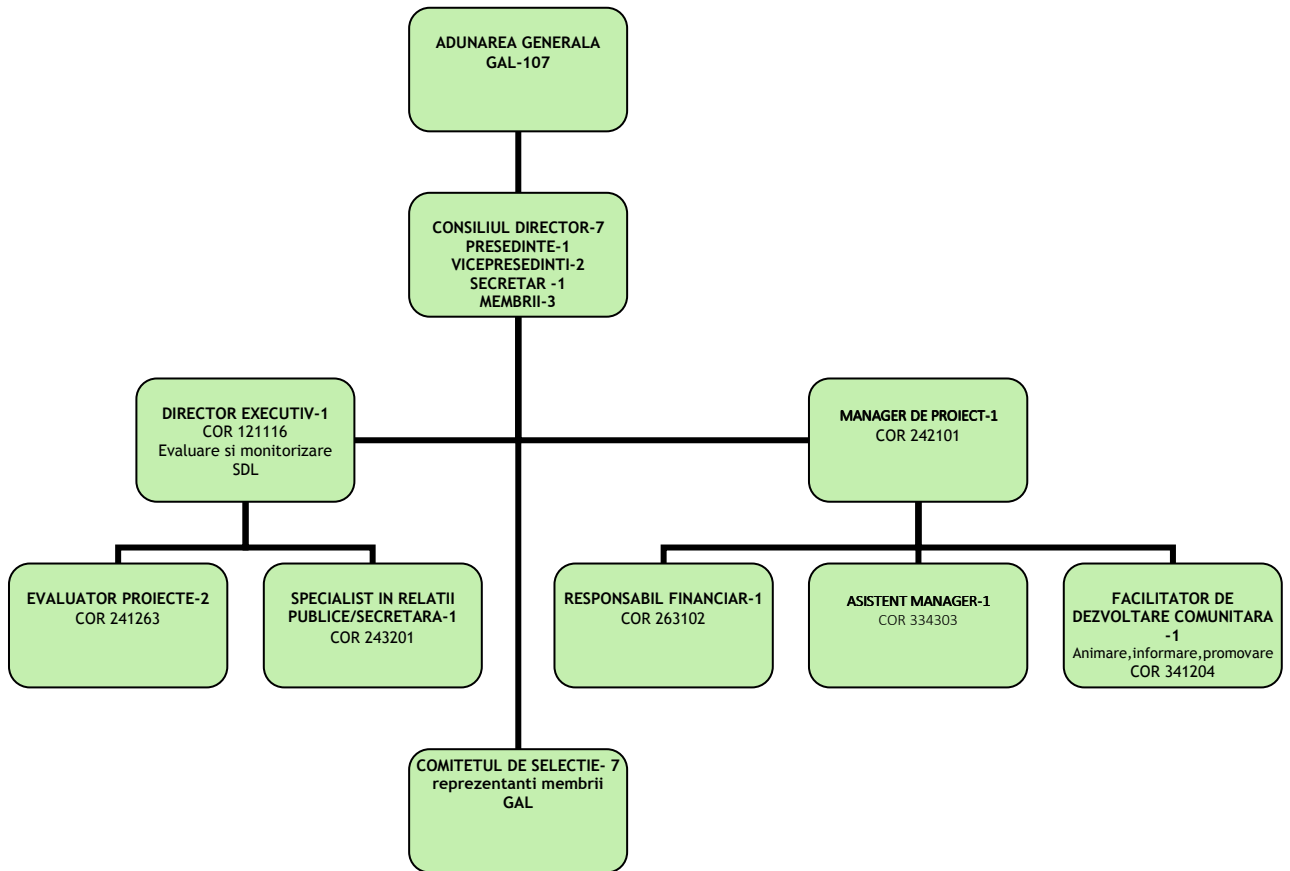 ADUNAREA GENERALA
GAL-107
CONSILIUL DIRECTOR-7
PRESEDINTE-1
VICEPRESEDINTI-2
SECRETAR -1
MEMBRII-3
DIRECTOR EXECUTIV-1
COR 121116
Evaluare si monitorizare
SDL
MANAGER DE PROIECT-1
COR 242101
EVALUATOR PROIECTE-2
COR 241263
SPECIALIST IN RELATII
PUBLICE/SECRETARA-1
COR 243201
RESPONSABIL FINANCIAR-1
COR 263102
ASISTENT MANAGER-1
COR 334303
FACILITATOR DE
DEZVOLTARE COMUNITARA
-1
Animare,informare,promovare
COR 341204
COMITETUL DE SELECTIE- 7
reprezentanti membrii
GAL